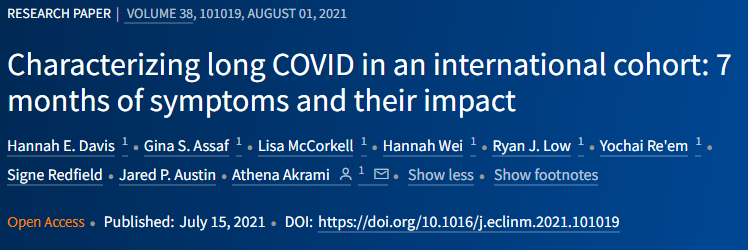 RESEARCH PAPER | VOLUME 38, 101019, AUGUST 01, 2021
Characterizing long COVID in an international cohort: 7
months of symptoms and their impact
Hannah E. Davis 1 • Gina S. Assaf 1 • Lisa McCorkell 1 • Hannah Wei 1 • Ryan J. Low 1 • Yochai Re'em 1 •
Signe Redfield • Jared P. Austin • Athena Akrami 1 • Show less • Show footnotes
Open Access • Published: July 15, 2021 • DOI: https://doi.org/10.1016/j.eclinm.2021.101019